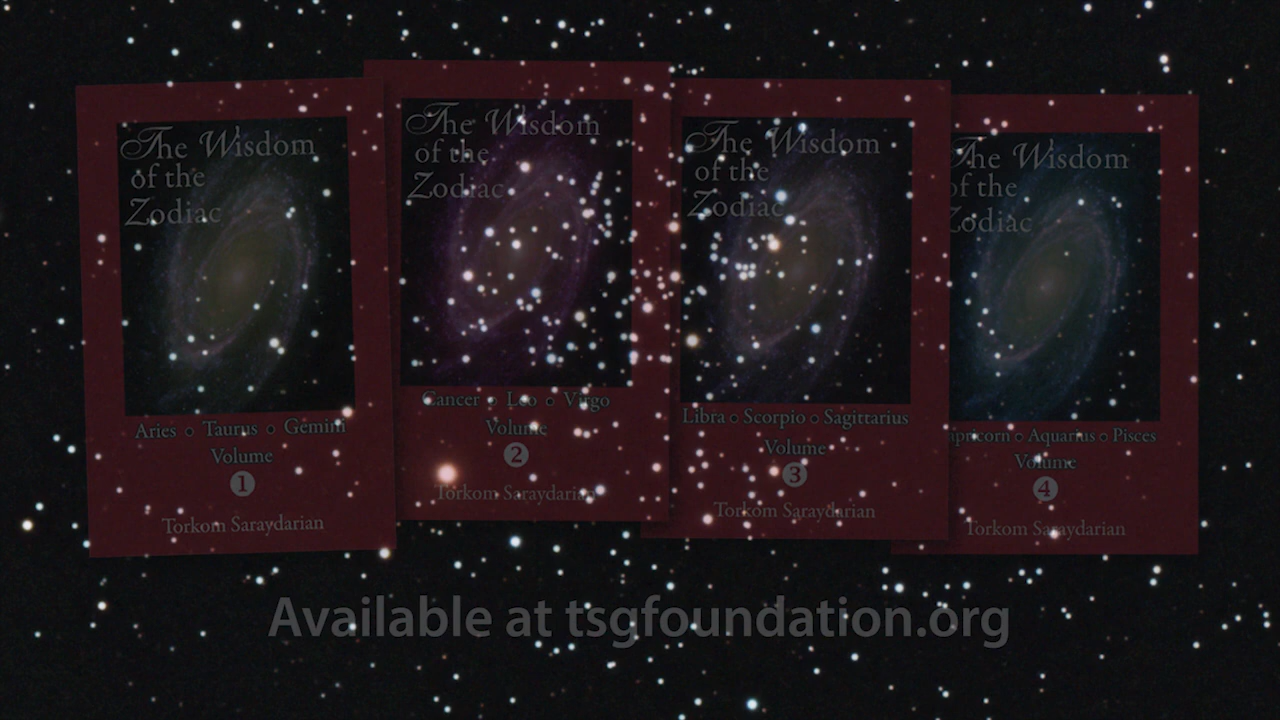 The Wisdom
of the
Zodiac
Aries • Taurus • Gemini
Volume
1
Torkom Saraydarian
The Wisdom
of the
Zodiac
Cancer • Leo • Virgo
Volume
2
Torkom Saraydarian
The Wisdom
of the
Zodiac
Libra • Scorpio • Sagittarius
Volume
3
Torkom Saraydarian
The Wisdom
of the
Zodiac
apricorn • Aquarius • Pisces
Volume
4
Torkom Saraydarian
Available at tsgfoundation.org